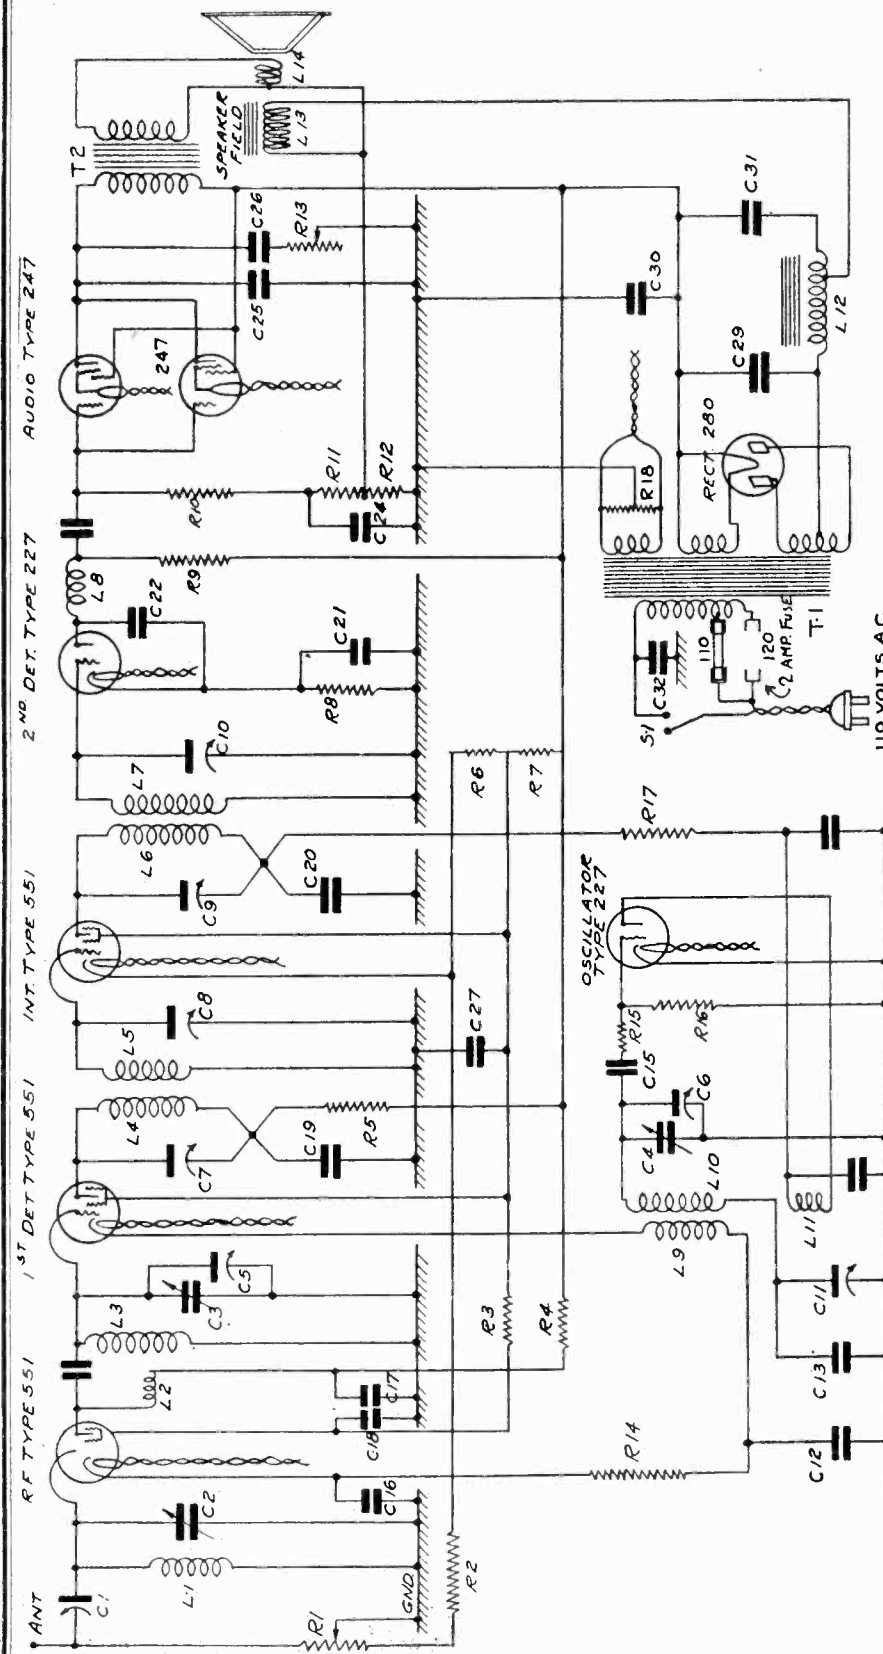 RF TYPE 551
1ST DET TYPE 551
INT. TYPE 551
2ND. DET. TYPE 227
AUDIO TYPE 247
ANT
C1
L1
C2
R1
GND.
C16
R2
L2
C18
C17
L3
C3
C5
R3
R4
R14
L4
C7
C19
R5
L5
C8
C27
L6
C9
C20
L7
C10
R6
R7
C22
L8
R8
C21
R9
R10
R11
R12
C24
247
C25
C26
R13
T2
SPEAKER
FIELD
L13
L14
C30
C31
L12
C29
RECT. 280
R18
T·1
C32
110
120
2 AMP. FUSE
S·1
110 VOLTS AC
R17
OSCILLATOR
TYPE 227
R15
R16
C15
C6
C4
L10
L9
L11
C11
C13
C12